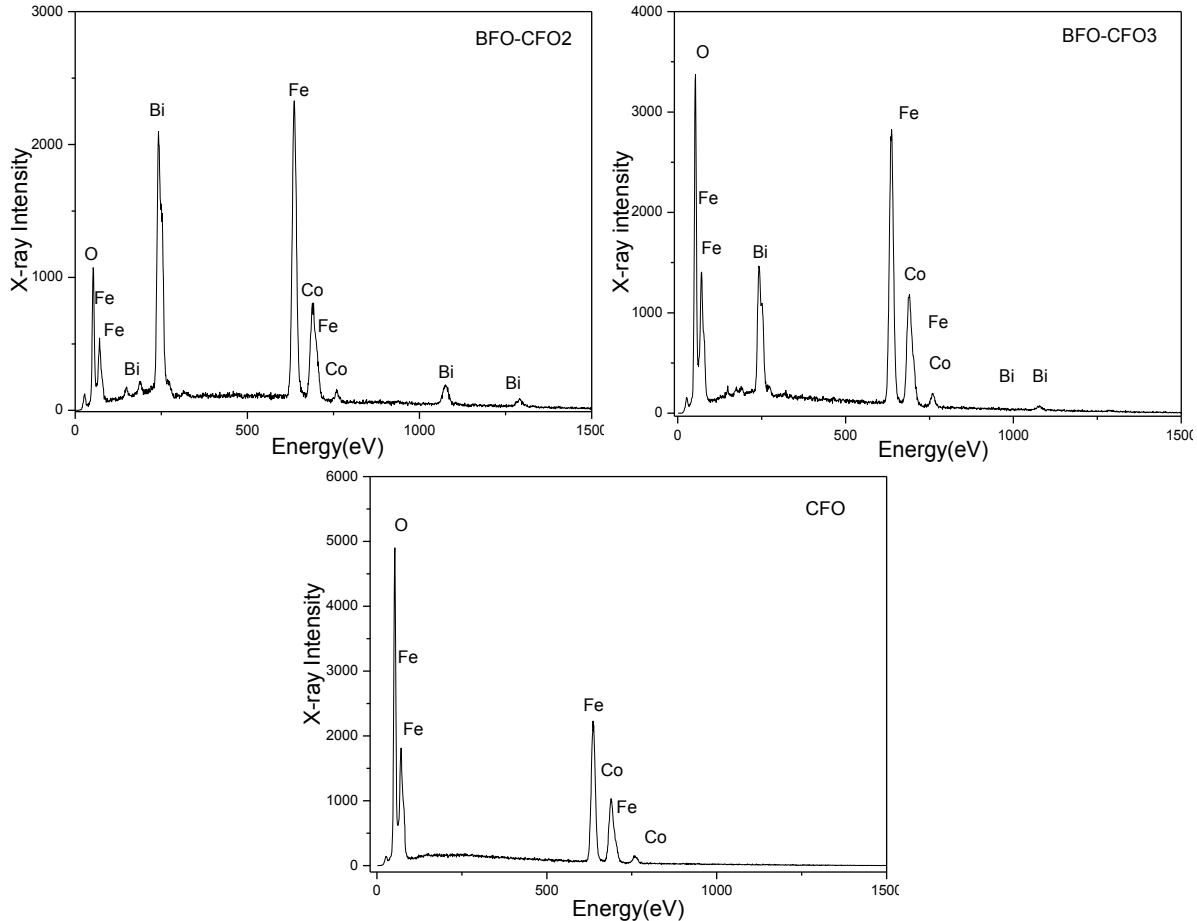 3000
BFO-CFO2
Fe
Bi
2000
X-ray Intensity
O
1000
Fe
Co
Fe
Fe
Bi
Co
Bi
Bi
0
0
500
1000
1500
Energy(eV)
4000
BFO-CFO3
O
Fe
3000
X-ray intensity
2000
Fe
Fe
Bi
Co
1000
Fe
Co
Bi
Bi
0
0
500
1000
1500
Energy(eV)
6000
CFO
O
5000
4000
X-ray Intensity
Fe
3000
Fe
Fe
2000
Co
1000
Fe
Co
0
0
500
1000
1500
Energy(eV)